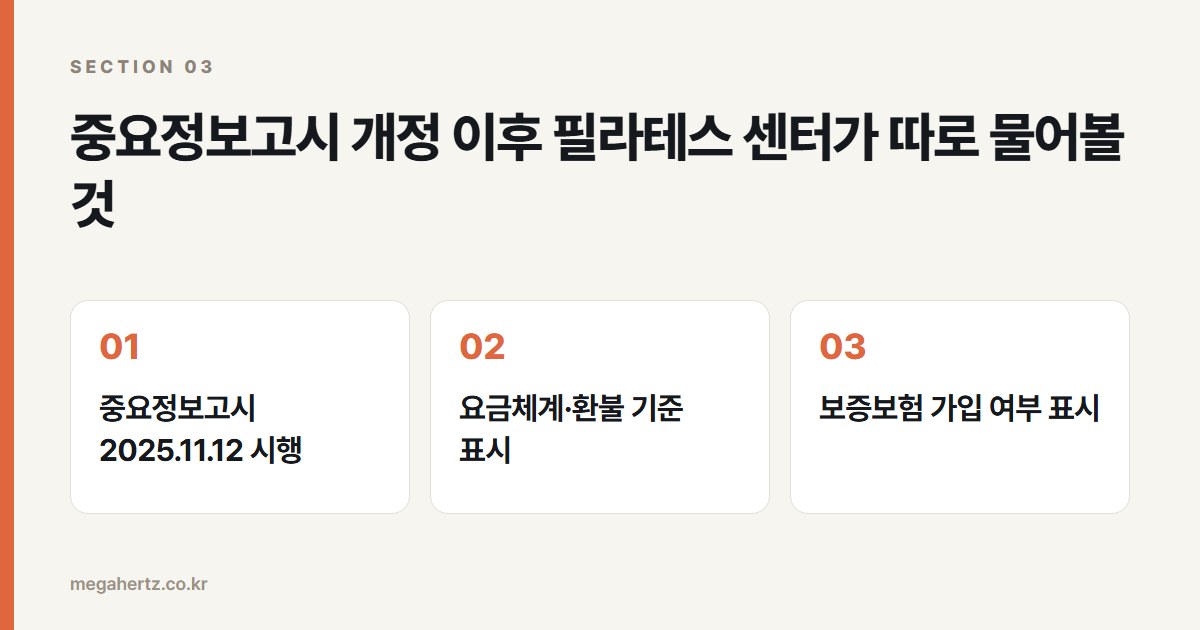 SECTION 03
중요정보고시 개정 이후 필라테스 센터가 따로 물어볼
것
01
중요정보고시
2025.11.12 시행
02
요금체계·환불 기준
표시
03
보증보험 가입 여부 표시
megahertz.co.kr